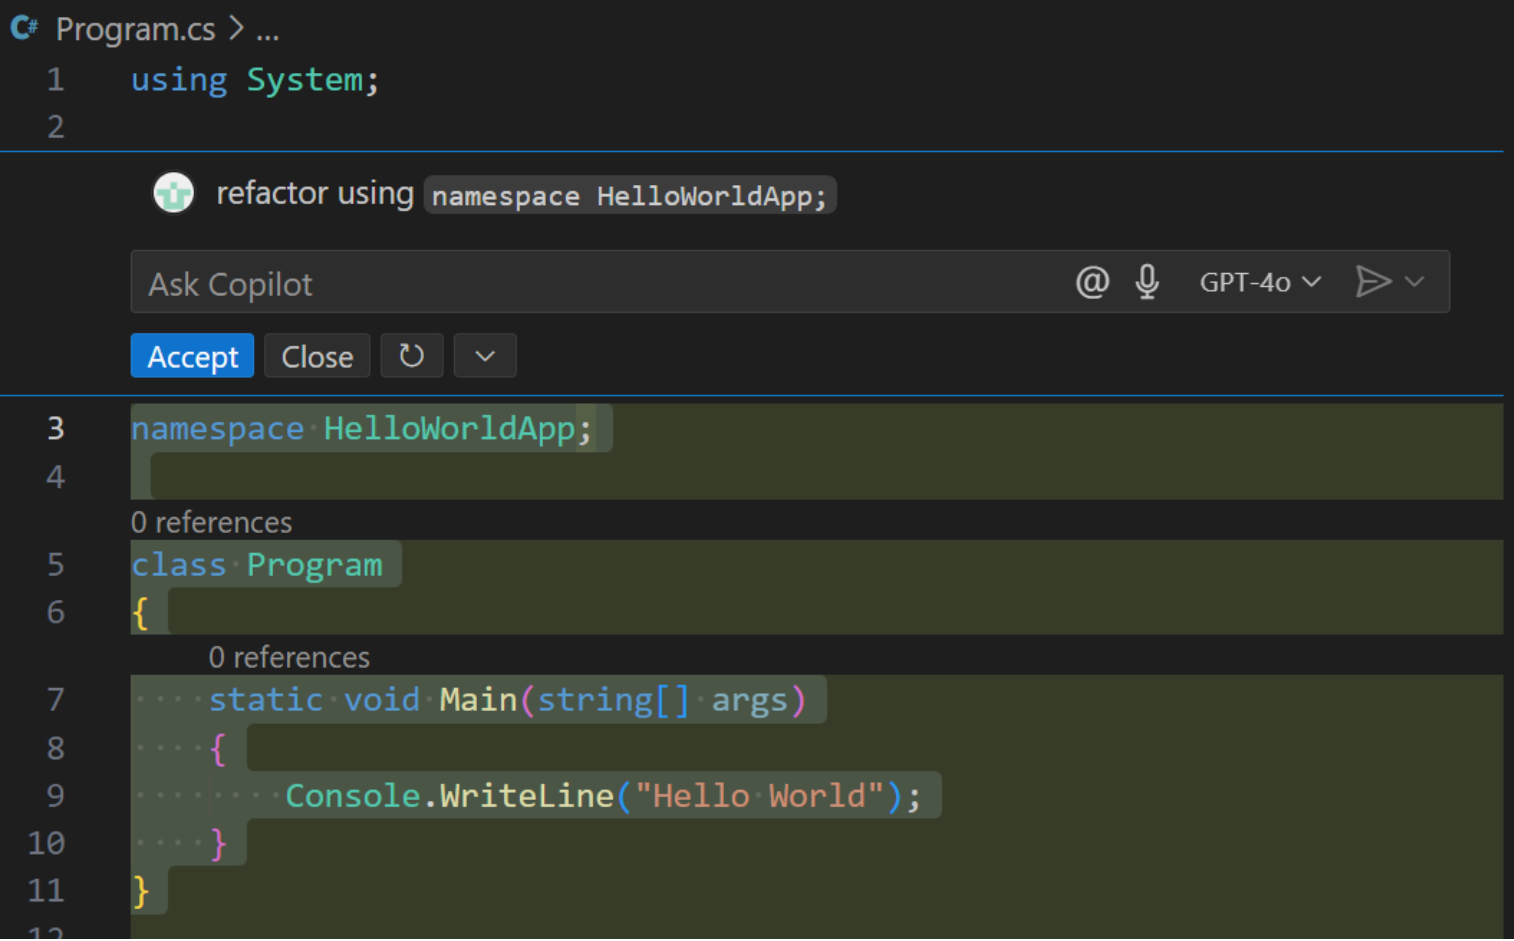 C# Program.cs > ...
1 using System;
2
refactor using namespace HelloWorldApp;
Ask Copilot @ GPT-4o
Accept Close
3 namespace HelloWorldApp;
4
0 references
5 class Program
6 {
0 references
7 static void Main(string[] args)
8 {
9 Console.WriteLine("Hello World");
10 }
11 }
12